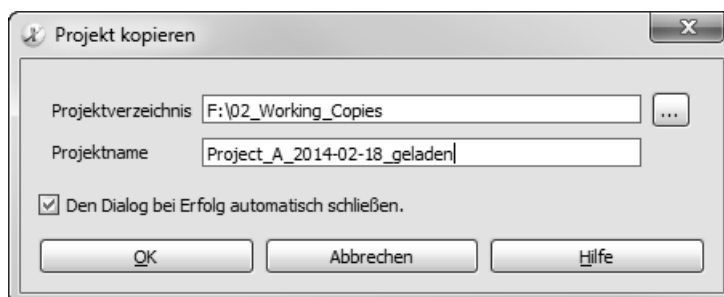 Projekt kopieren
Projektverzeichnis F:\02_Working_Copies ...
Projektname Project_A_2014-02-18_geladen
Den Dialog bei Erfolg automatisch schließen.
OK Abbrechen Hilfe